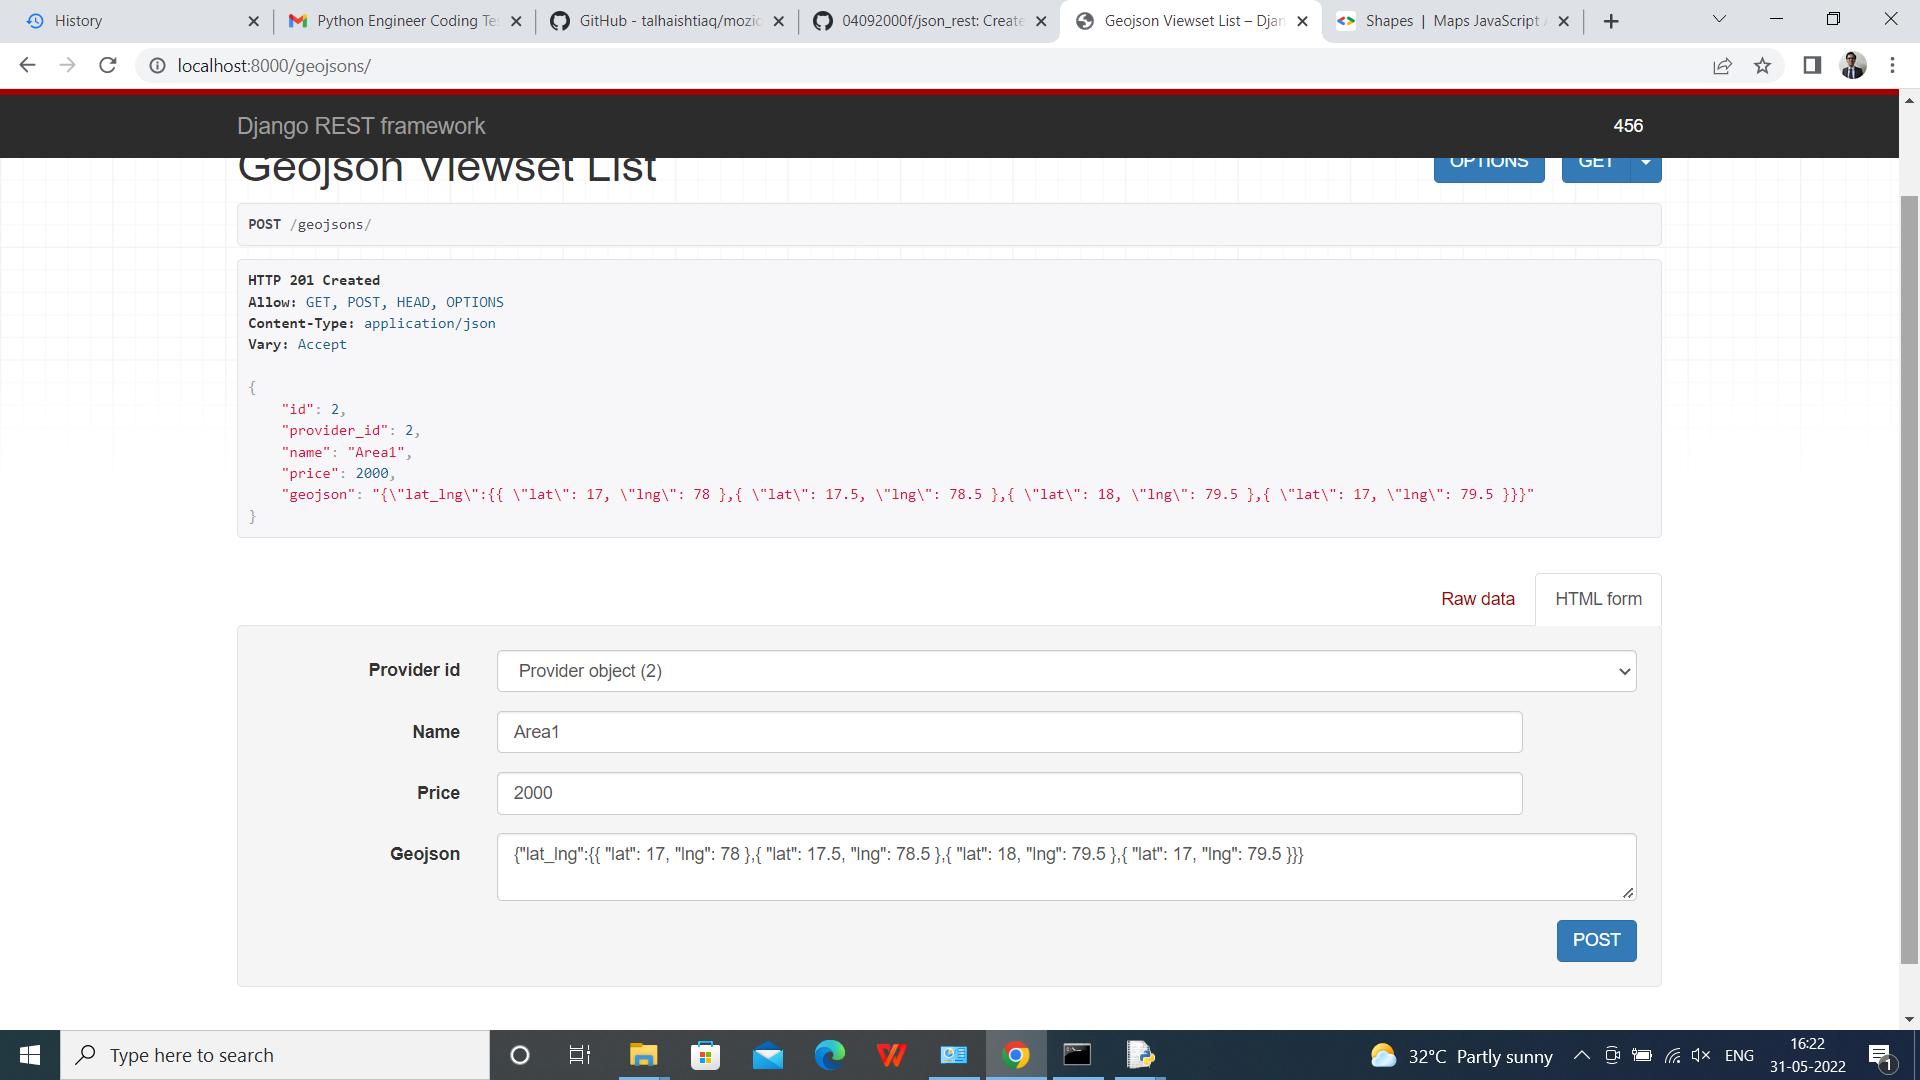 History
Python Engineer Coding Te
GitHub - talhaishtiaq/mozio
04092000f/json_rest: Create
Geojson Viewset List – Djan
Shapes | Maps JavaScript A
localhost:8000/geojsons/
Django REST framework
456
Geojson Viewset List
OPTIONS
GET
POST /geojsons/
HTTP 201 Created
Allow: GET, POST, HEAD, OPTIONS
Content-Type: application/json
Vary: Accept
{
"id": 2,
"provider_id": 2,
"name": "Area1",
"price": 2000,
"geojson": "{\"lat_lng\":{{ \"lat\": 17, \"lng\": 78 },{ \"lat\": 17.5, \"lng\": 78.5 },{ \"lat\": 18, \"lng\": 79.5 },{ \"lat\": 17, \"lng\": 79.5 }}}"
}
Raw data
HTML form
Provider id
Provider object (2)
Name
Area1
Price
2000
Geojson
{"lat_lng":{{ "lat": 17, "lng": 78 },{ "lat": 17.5, "lng": 78.5 },{ "lat": 18, "lng": 79.5 },{ "lat": 17, "lng": 79.5 }}}
POST
Type here to search
32°C Partly sunny
ENG
16:22
31-05-2022
1